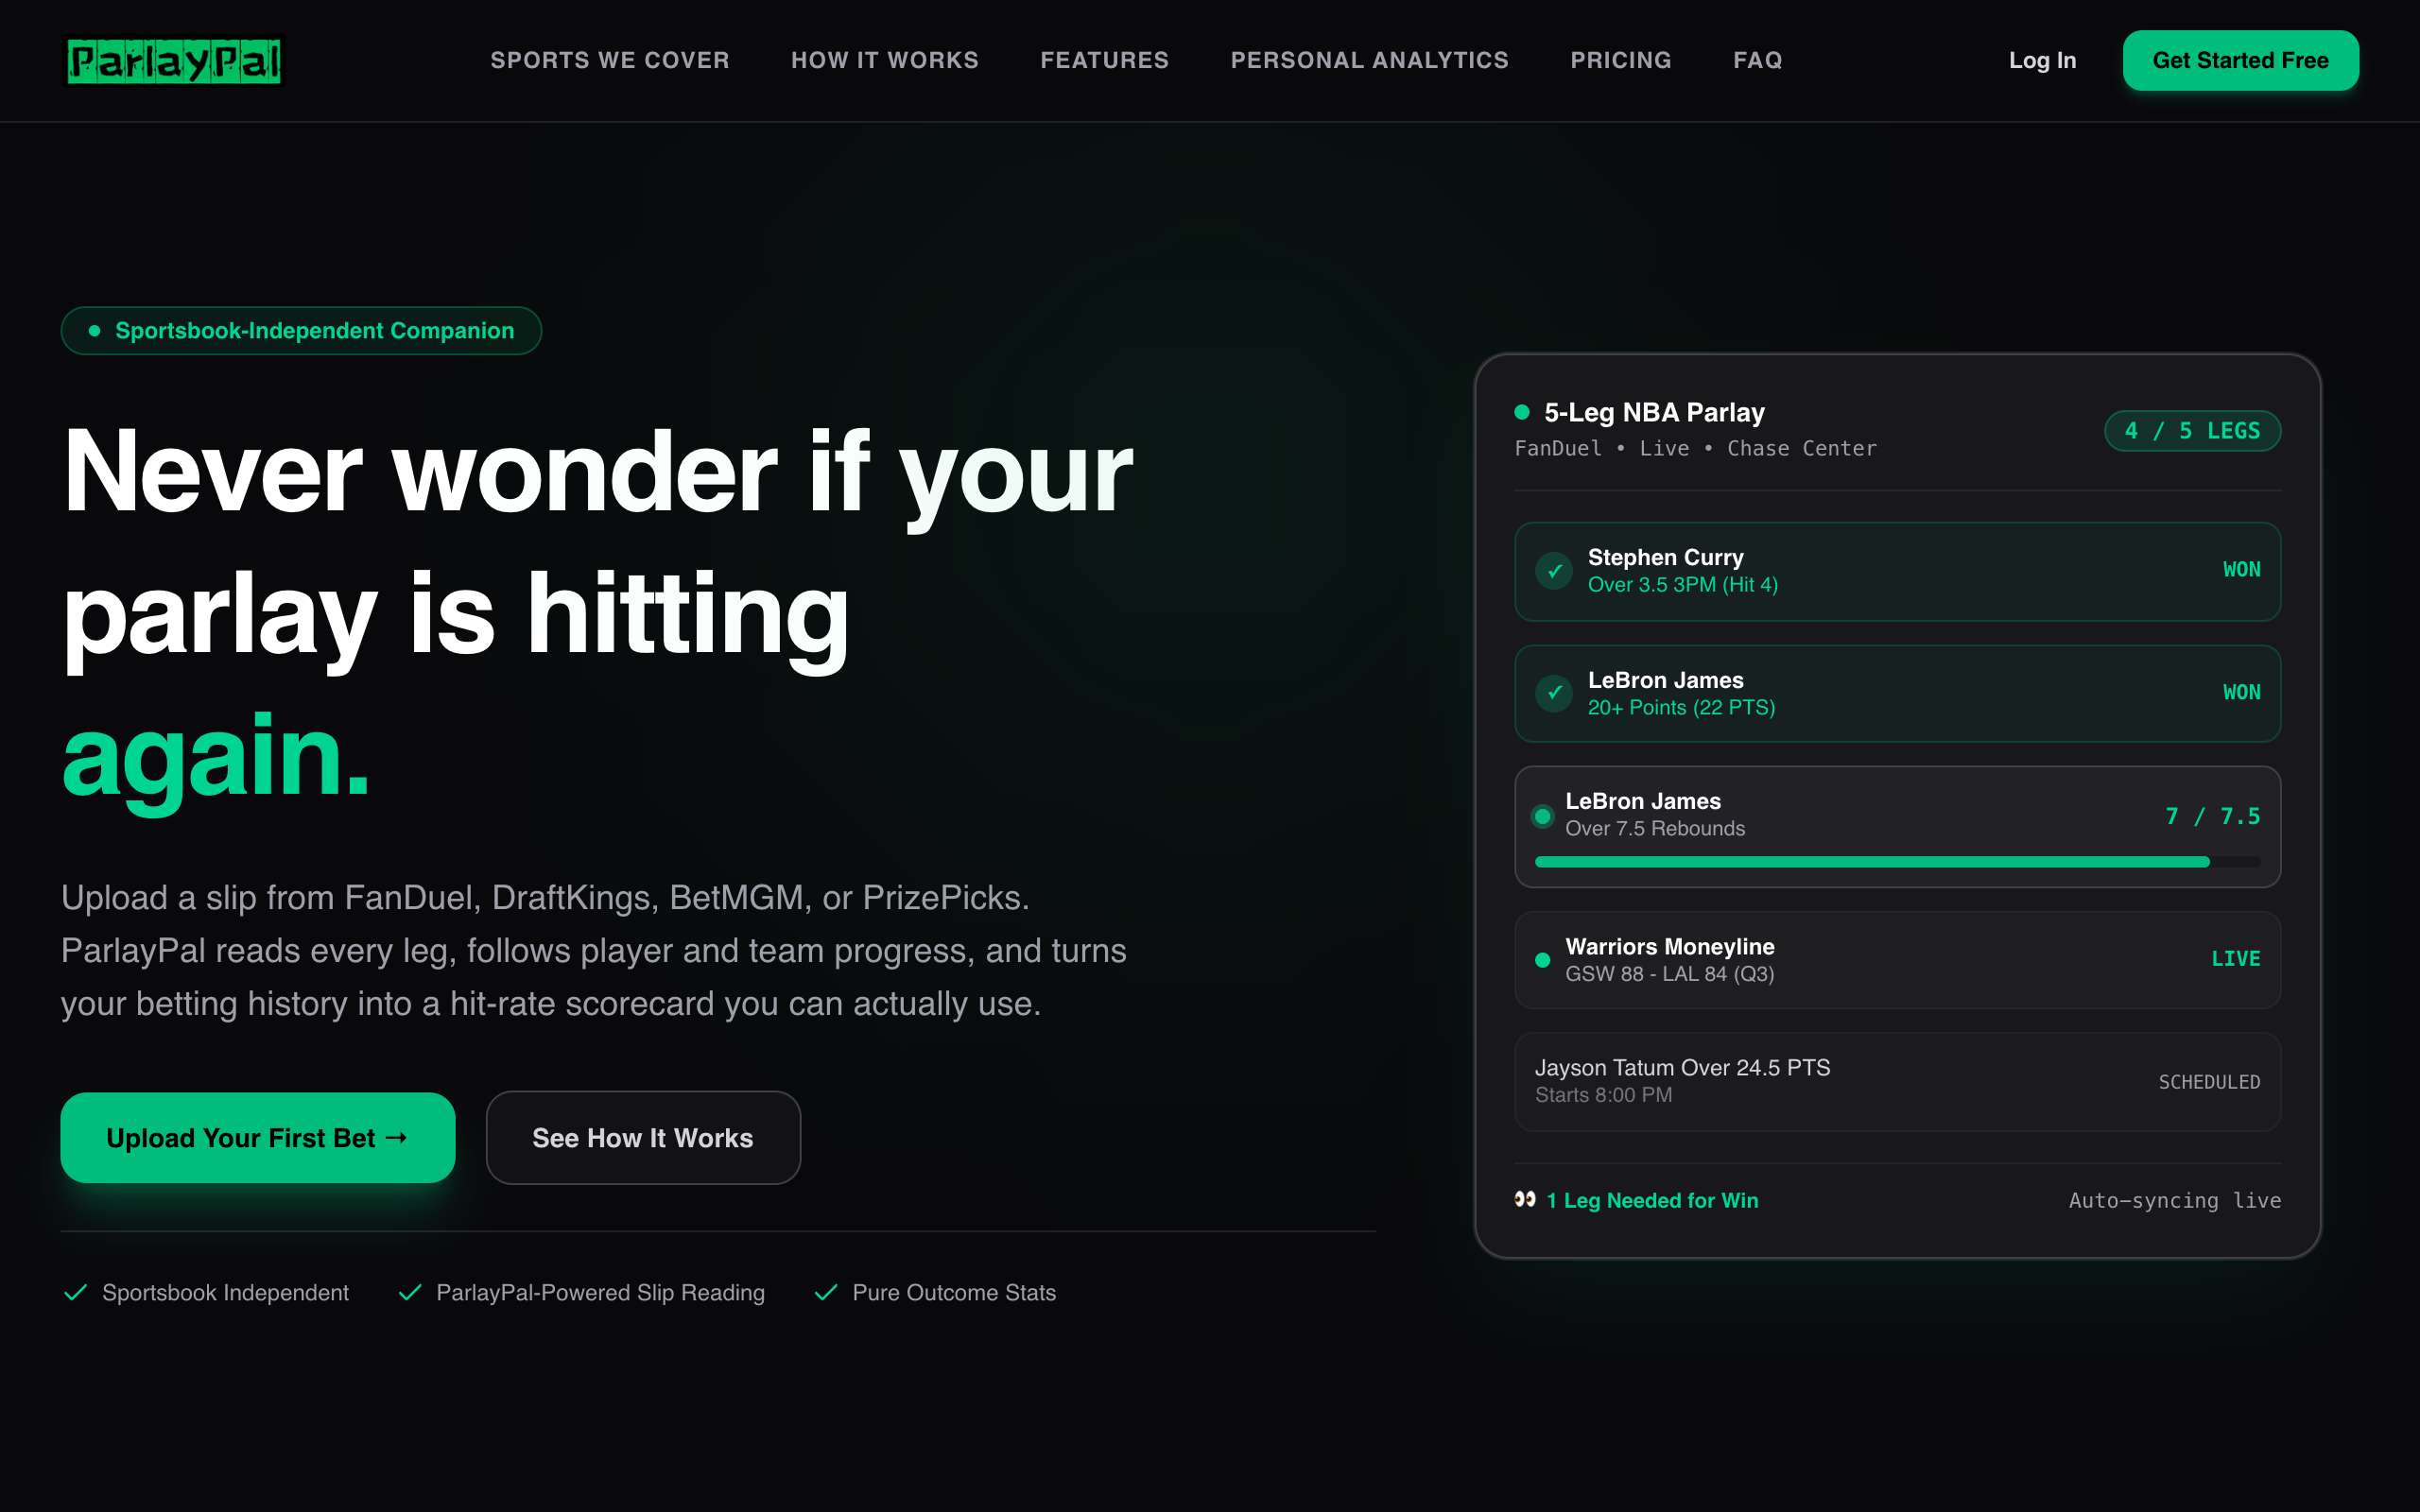 ParlayPal
SPORTS WE COVER
HOW IT WORKS
FEATURES
PERSONAL ANALYTICS
PRICING
FAQ
Log In
Get Started Free
Sportsbook-Independent Companion
Never wonder if your
parlay is hitting
again.
Upload a slip from FanDuel, DraftKings, BetMGM, or PrizePicks.
ParlayPal reads every leg, follows player and team progress, and turns
your betting history into a hit-rate scorecard you can actually use.
Upload Your First Bet →
See How It Works
✓ Sportsbook Independent
✓ ParlayPal-Powered Slip Reading
✓ Pure Outcome Stats
5-Leg NBA Parlay
FanDuel • Live • Chase Center
4 / 5 LEGS
✓ Stephen Curry
Over 3.5 3PM (Hit 4)
WON
✓ LeBron James
20+ Points (22 PTS)
WON
LeBron James
Over 7.5 Rebounds
7 / 7.5
Warriors Moneyline
GSW 88 - LAL 84 (Q3)
LIVE
Jayson Tatum Over 24.5 PTS
Starts 8:00 PM
SCHEDULED
👀 1 Leg Needed for Win
Auto-syncing live